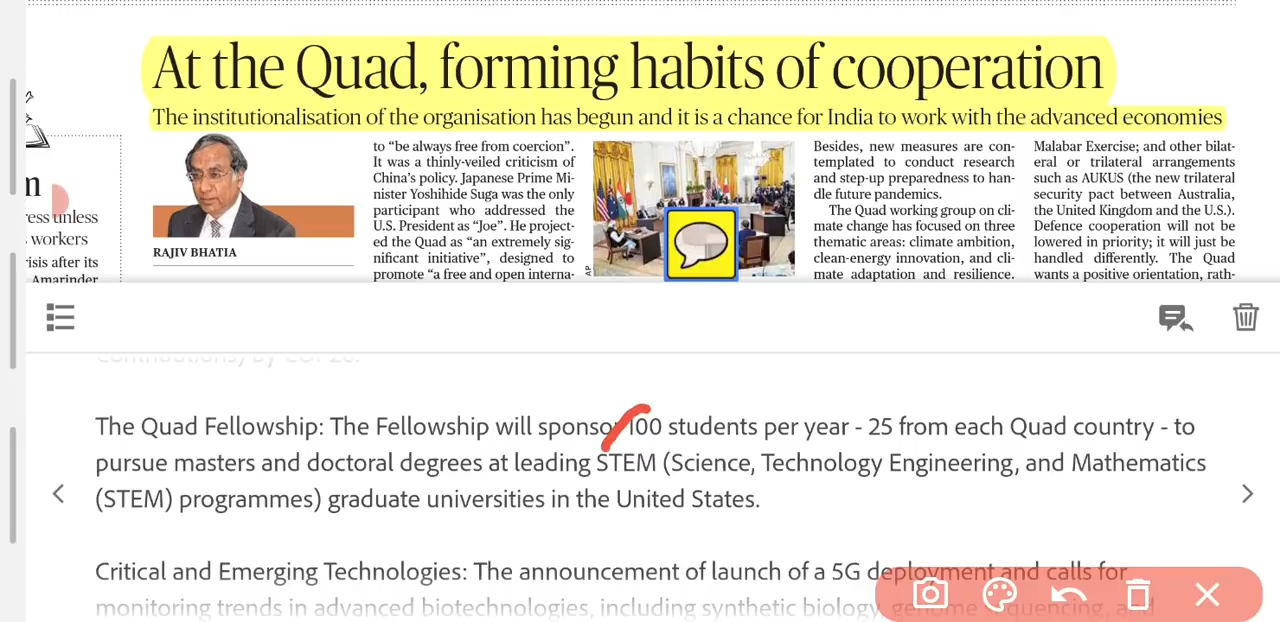 At the Quad, forming habits of cooperation
The institutionalisation of the organisation has begun and it is a chance for India to work with the advanced economies
m
ress unless
workers
risis after its
Amarinder
RAJIV BHATIA
to “be always free from coercion”.
It was a thinly-veiled criticism of
China’s policy. Japanese Prime Mi-
nister Yoshihide Suga was the only
participant who addressed the
U.S. President as “Joe”. He project-
ed the Quad as “an extremely sig-
nificant initiative”, designed to
promote “a free and open interna-
AP
Besides, new measures are con-
templated to conduct research
and step-up preparedness to han-
dle future pandemics.
The Quad working group on cli-
mate change has focused on three
thematic areas: climate ambition,
clean-energy innovation, and cli-
mate adaptation and resilience.
Malabar Exercise; and other bilat-
eral or trilateral arrangements
such as AUKUS (the new trilateral
security pact between Australia,
the United Kingdom and the U.S.).
Defence cooperation will not be
lowered in priority; it will just be
handled differently. The Quad
wants a positive orientation, rath-
The Quad Fellowship: The Fellowship will sponsor 100 students per year - 25 from each Quad country - to
pursue masters and doctoral degrees at leading STEM (Science, Technology Engineering, and Mathematics
(STEM) programmes) graduate universities in the United States.
Critical and Emerging Technologies: The announcement of launch of a 5G deployment and calls for
monitoring trends in advanced biotechnologies, including synthetic biology, genome sequencing, and